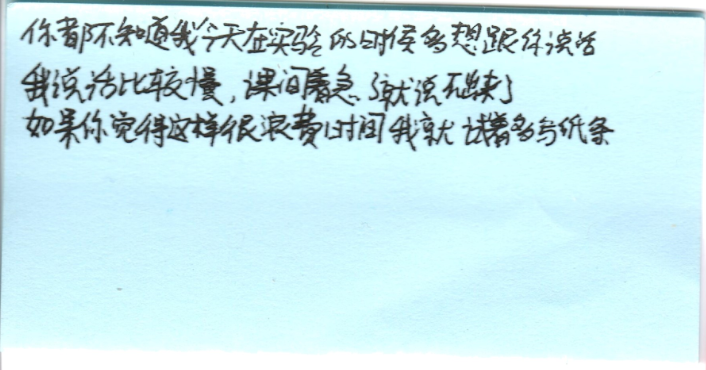 你都不知道我今天在实验的时候多想跟你说话
我说话比较慢，课间着急了就说不出来了
如果你觉得这样很浪费时间我就试着多写纸条